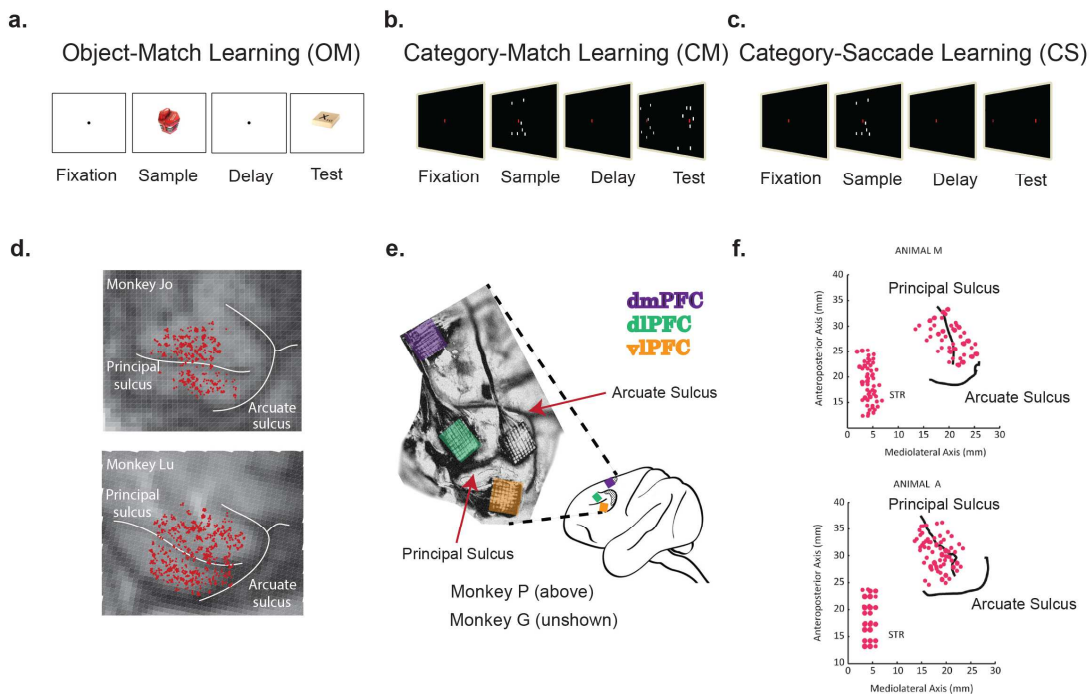 a.
Object-Match Learning (OM)
Fixation
Sample
Delay
Test
b.
Category-Match Learning (CM)
Fixation
Sample
Delay
Test
c.
Category-Saccade Learning (CS)
Fixation
Sample
Delay
Test
d.
Monkey Jo
Principal
sulcus
Arcuate
sulcus
Monkey Lu
Principal
sulcus
Arcuate
sulcus
e.
dmPFC
dlPFC
vlPFC
Arcuate Sulcus
Principal Sulcus
Monkey P (above)
Monkey G (unshown)
f.
ANIMAL M
Anteroposterior Axis (mm)
40
35
30
25
20
15
Principal Sulcus
STR
Arcuate Sulcus
0 5 10 15 20 25 30
Mediolateral Axis (mm)
ANIMAL A
Anteroposterior Axis (mm)
40
35
30
25
20
15
10
Principal Sulcus
Arcuate Sulcus
STR
0 5 10 15 20 25 30
Mediolateral Axis (mm)